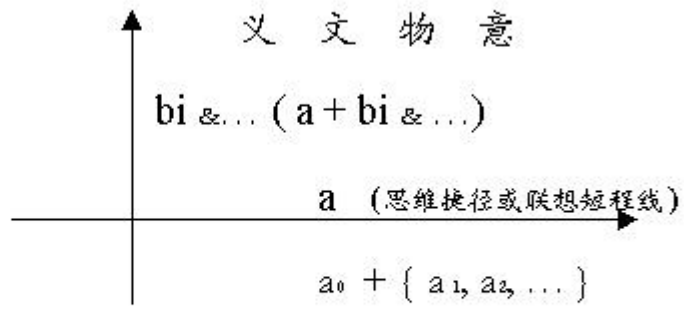 义 文 物 意
bi &... ( a + bi & ...)
a (思维捷径或联想短程线)
a₀ + { a₁, a₂, ... }